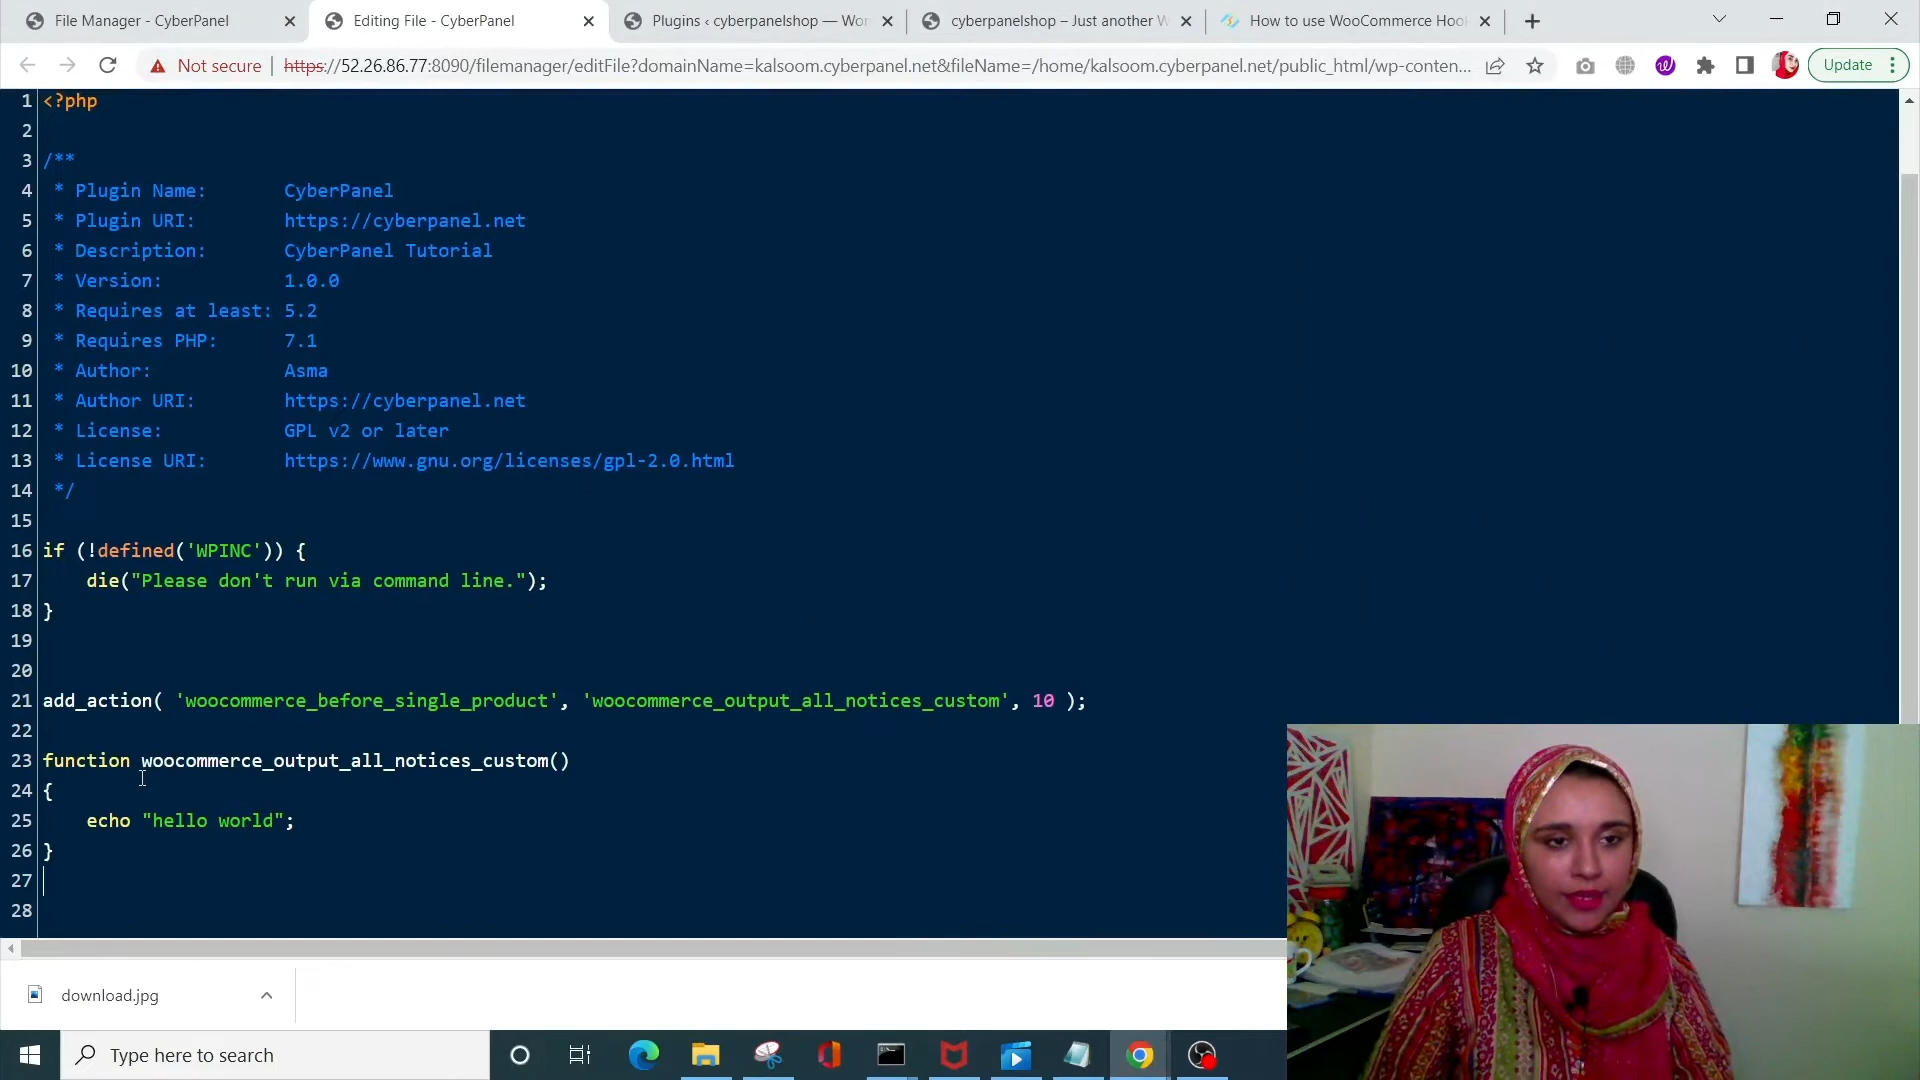 File Manager - CyberPanel
Editing File - CyberPanel
Plugins ‹ cyberpanelshop — Wor
cyberpanelshop – Just another W
How to use WooCommerce Hoo
Not secure
https://52.26.86.77:8090/filemanager/editFile?domainName=kalsoom.cyberpanel.net&fileName=/home/kalsoom.cyberpanel.net/public_html/wp-conten...
Update
1 <?php
2
3 /**
4 * Plugin Name: CyberPanel
5 * Plugin URI: https://cyberpanel.net
6 * Description: CyberPanel Tutorial
7 * Version: 1.0.0
8 * Requires at least: 5.2
9 * Requires PHP: 7.1
10 * Author: Asma
11 * Author URI: https://cyberpanel.net
12 * License: GPL v2 or later
13 * License URI: https://www.gnu.org/licenses/gpl-2.0.html
14 */
15
16 if (!defined('WPINC')) {
17 die("Please don't run via command line.");
18 }
19
20
21 add_action( 'woocommerce_before_single_product', 'woocommerce_output_all_notices_custom', 10 );
22
23 function woocommerce_output_all_notices_custom()
24 {
25 echo "hello world";
26 }
27
28
download.jpg
Type here to search